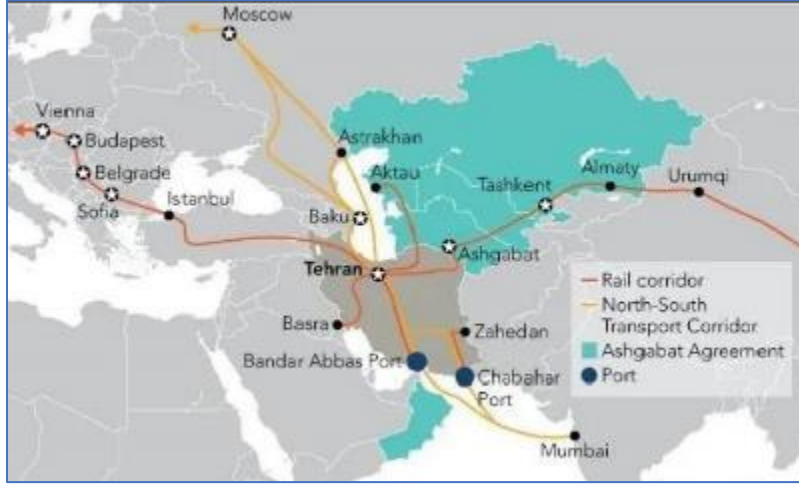 Moscow
Vienna
Budapest
Belgrade
Sofia
Istanbul
Astrakhan
Aktau
Baku
Tashkent
Almaty
Urumqi
Ashgabat
Tehran
Basra
Zahedan
Bandar Abbas Port
Chabahar
Port
Mumbai
Rail corridor
North-South
Transport Corridor
Ashgabat Agreement
Port